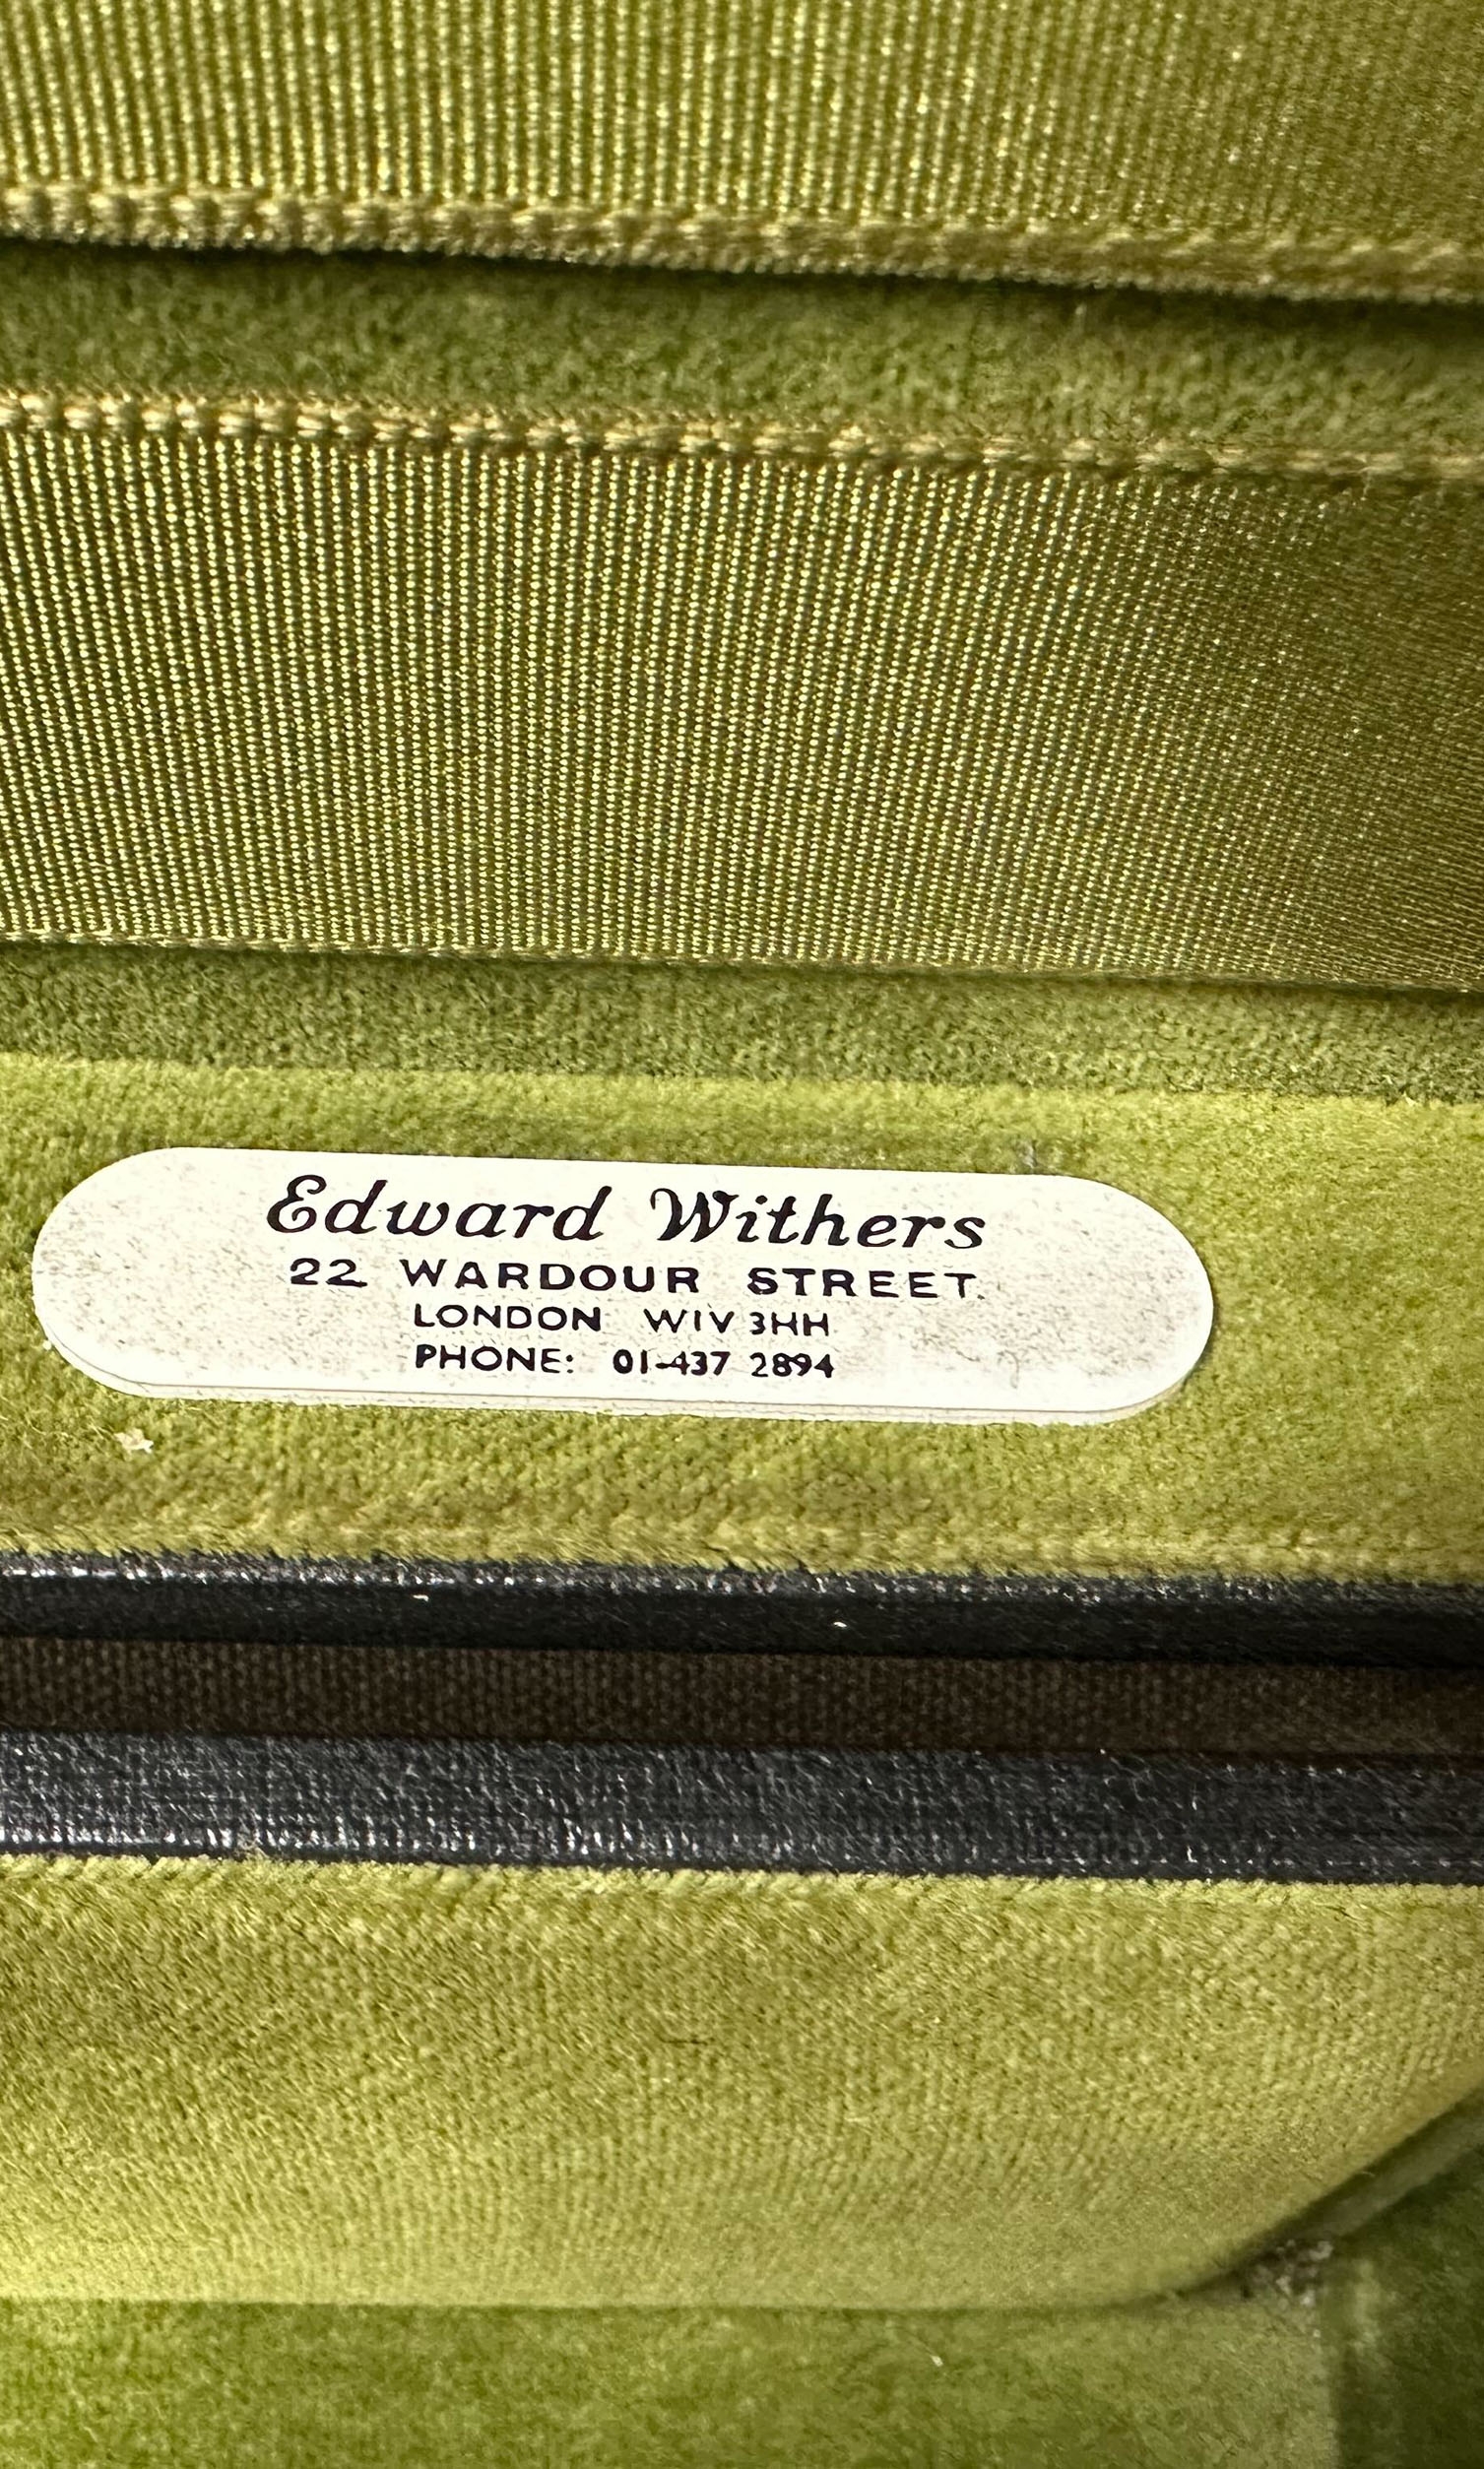 Edward Withers
22 WARDOUR STREET.
LONDON W1V 3HH
PHONE: 01-437 2894